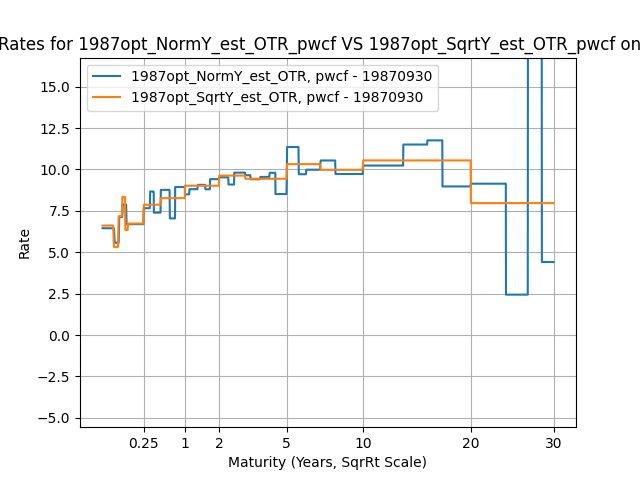 Rates for 1987opt_NormY_est_OTR_pwcf VS 1987opt_SqrtY_est_OTR_pwcf on
1987opt_NormY_est_OTR, pwcf - 19870930
1987opt_SqrtY_est_OTR, pwcf - 19870930
15.0
12.5
10.0
7.5
5.0
2.5
0.0
−2.5
−5.0
Rate
0.25 1 2 5 10 20 30
Maturity (Years, SqrRt Scale)